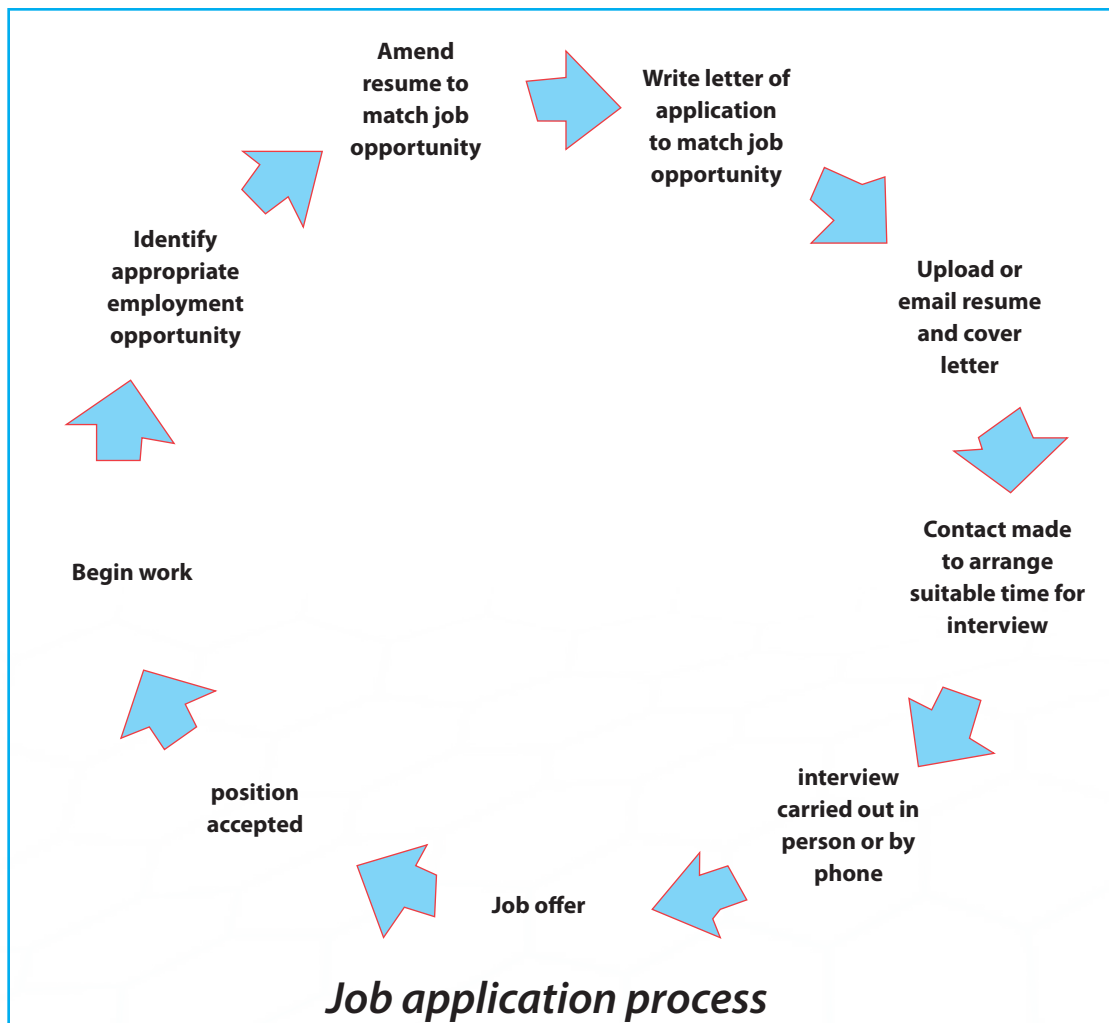 Amend
resume to
match job
opportunity
Write letter of
application
to match job
opportunity
Identify
appropriate
employment
opportunity
Upload or
email resume
and cover
letter
Contact made
to arrange
suitable time for
interview
Begin work
interview
carried out in
person or by
phone
position
accepted
Job offer
Job application process